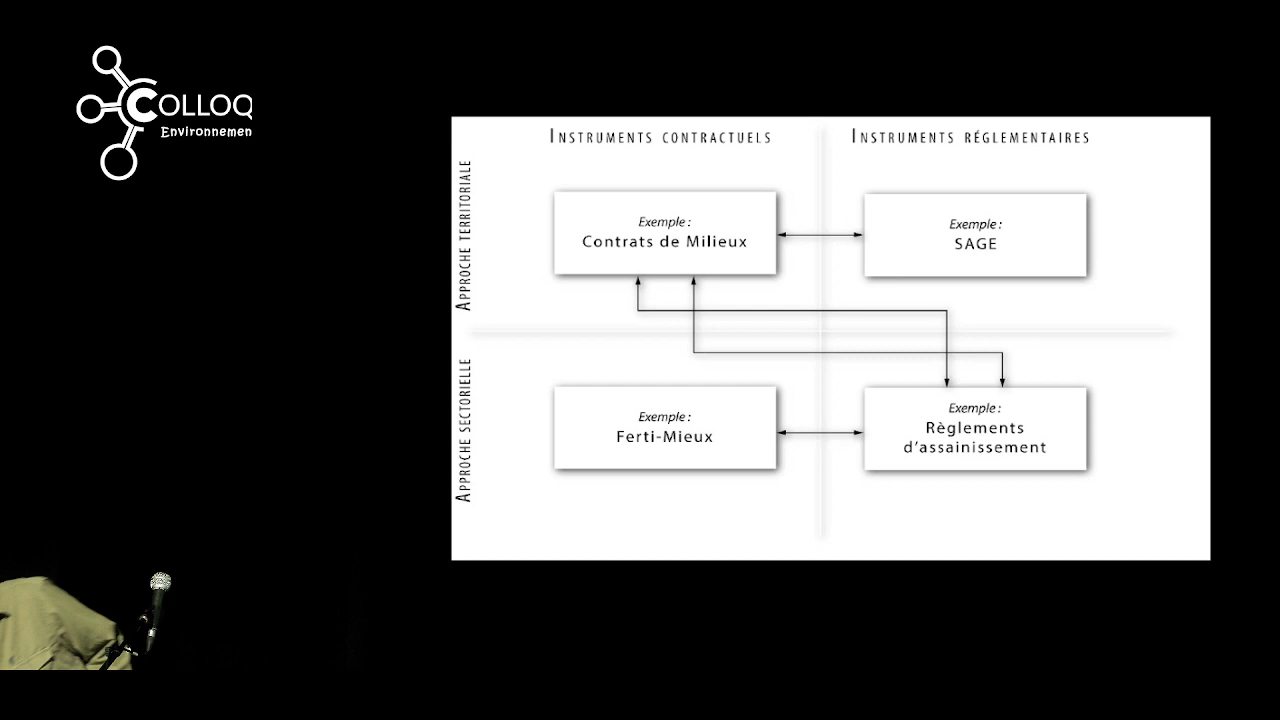 COLLOQ
Environnemen
INSTRUMENTS CONTRACTUELS
INSTRUMENTS RÉGLEMENTAIRES
APPROCHE TERRITORIALE
Exemple :
Contrats de Milieux
Exemple :
SAGE
APPROCHE SECTORIELLE
Exemple :
Ferti-Mieux
Exemple :
Règlements
d'assainissement